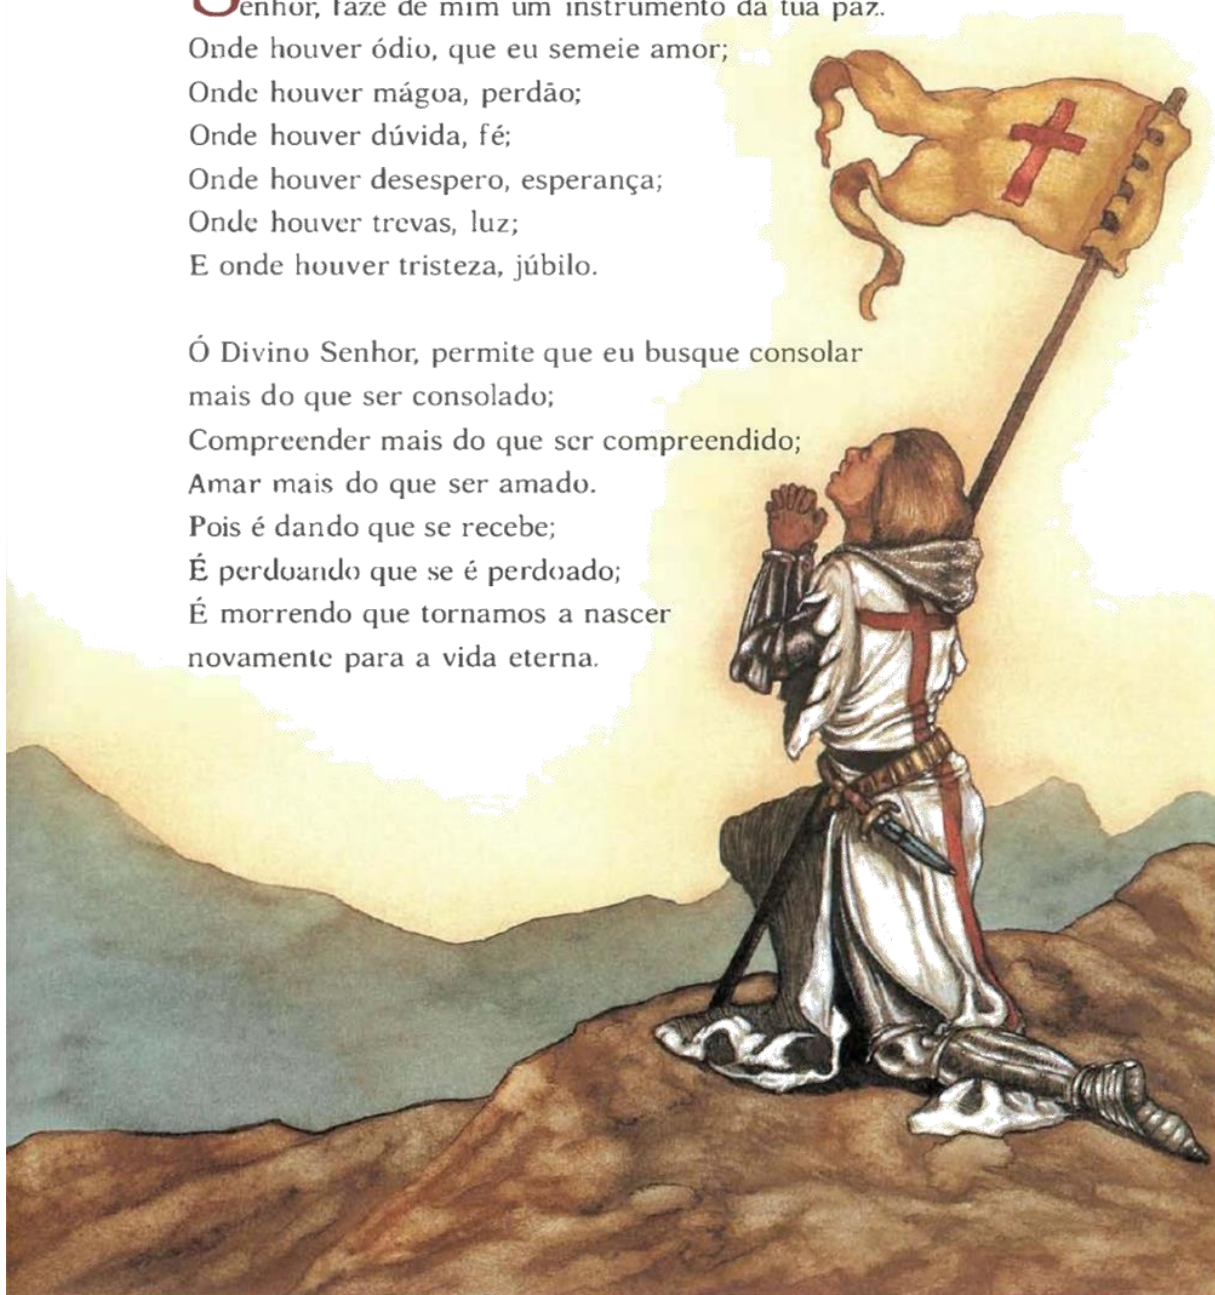 Senhor, faze de mim um instrumento da tua paz.
Onde houver ódio, que eu semeie amor;
Onde houver mágoa, perdão;
Onde houver dúvida, fé;
Onde houver desespero, esperança;
Onde houver trevas, luz;
E onde houver tristeza, júbilo.
Ó Divino Senhor, permite que eu busque consolar
mais do que ser consolado;
Compreender mais do que ser compreendido;
Amar mais do que ser amado.
Pois é dando que se recebe;
É perdoando que se é perdoado;
É morrendo que tornamos a nascer
novamente para a vida eterna.